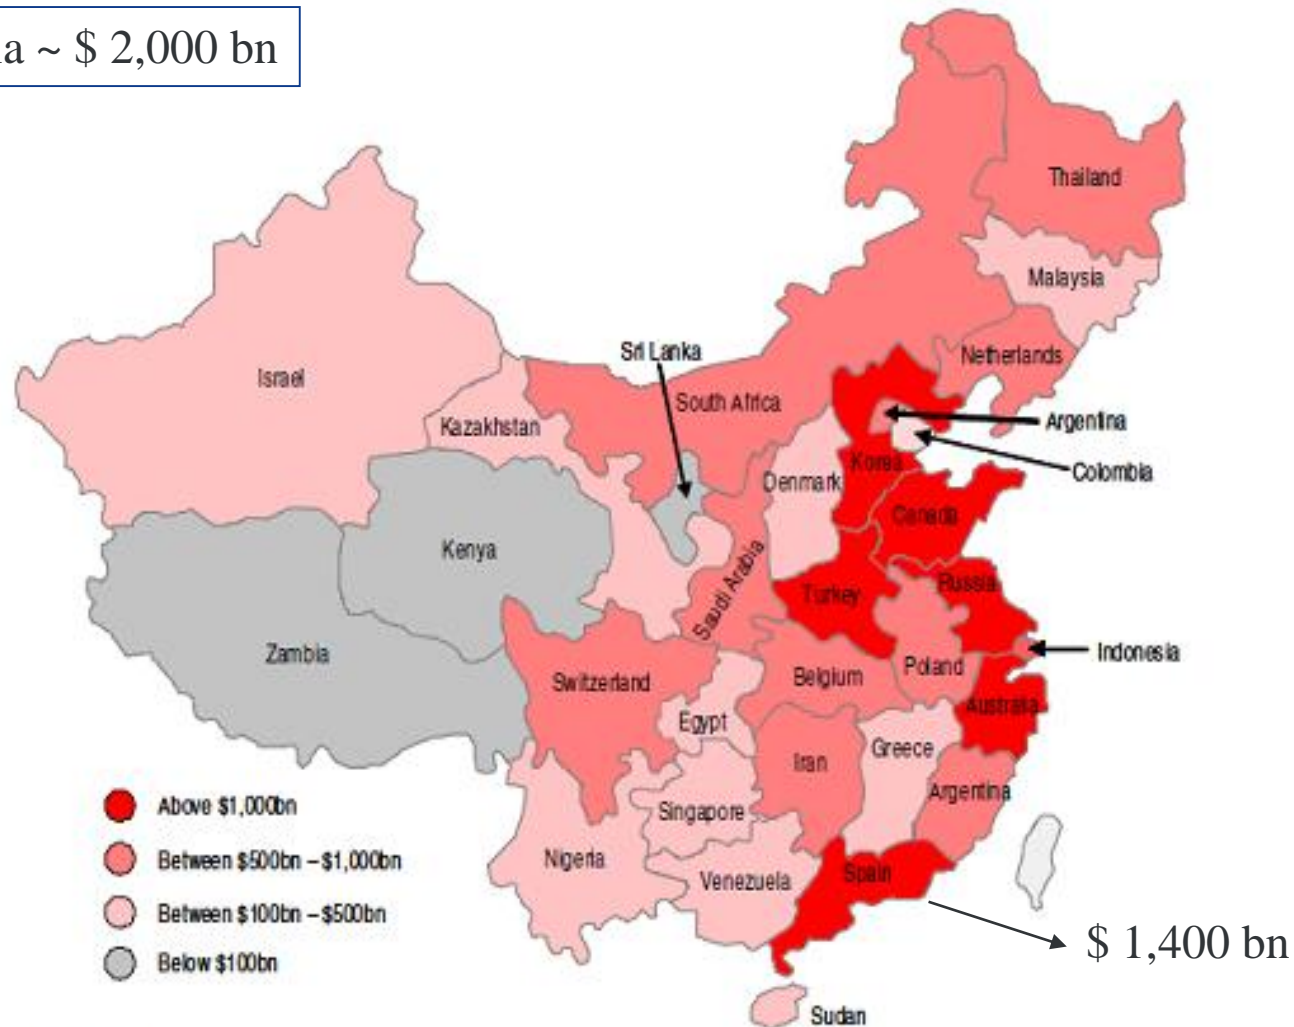 a ~ $ 2,000 bn
Thailand
Malaysia
Netherlands
Sri Lanka
Israel
South Africa
Kazakhstan
Argentina
Korea
Colombia
Denmark
Canada
Kenya
Saudi Arabia
Turkey
Russia
Zambia
Indonesia
Switzerland
Belgium
Poland
Egypt
Australia
Greece
Iran
Argentina
Above $1,000bn
Singapore
Between $500bn – $1,000bn
Nigeria
Venezuela
Spain
Between $100bn – $500bn
$ 1,400 bn
Below $100bn
Sudan